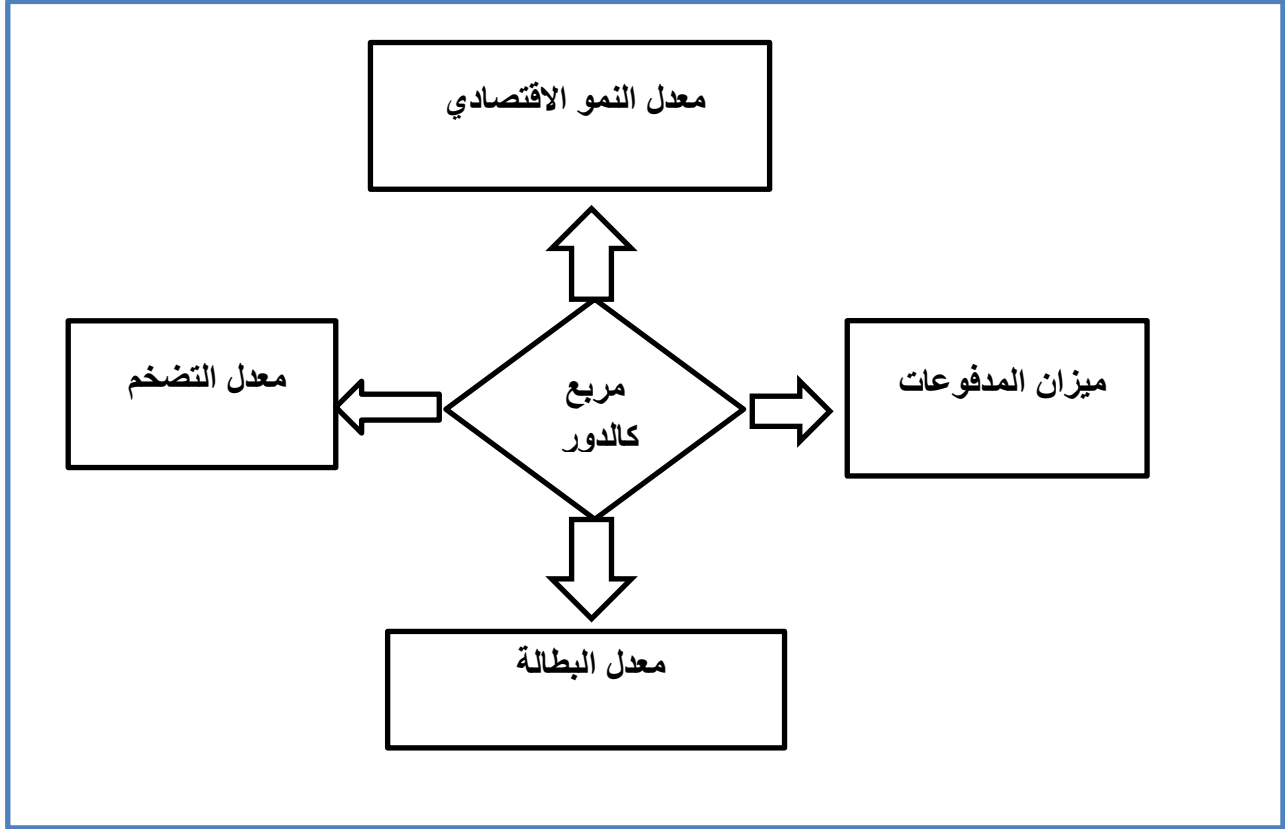 معدل النمو الاقتصادي
ميزان المدفوعات
مربع
كالدور
معدل التضخم
معدل البطالة